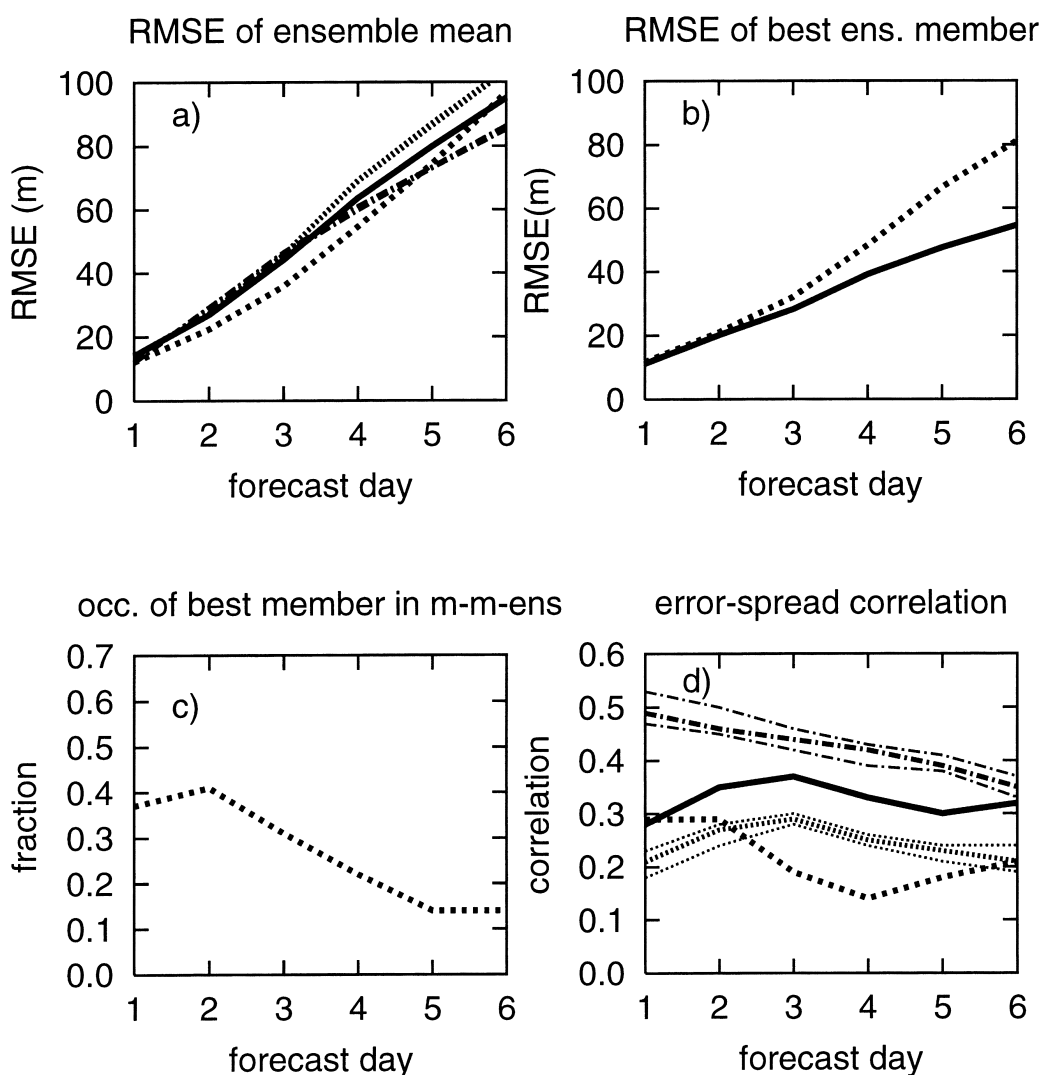 RMSE of ensemble mean
a)
RMSE (m)
100
80
60
40
20
0
1 2 3 4 5 6
forecast day
RMSE of best ens. member
b)
RMSE(m)
100
80
60
40
20
0
1 2 3 4 5 6
forecast day
occ. of best member in m-m-ens
c)
fraction
0.7
0.6
0.5
0.4
0.3
0.2
0.1
0.0
1 2 3 4 5 6
forecast day
error-spread correlation
d)
correlation
0.6
0.5
0.4
0.3
0.2
0.1
0.0
1 2 3 4 5 6
forecast day